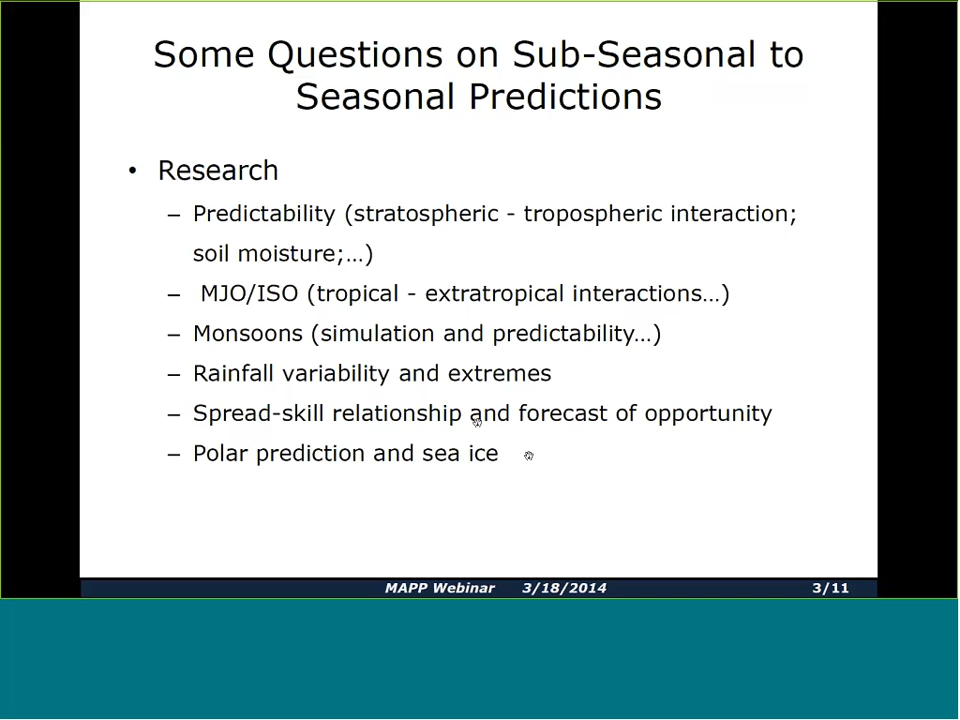 Some Questions on Sub-Seasonal to
Seasonal Predictions
• Research
– Predictability (stratospheric - tropospheric interaction;
soil moisture;…)
– MJO/ISO (tropical - extratropical interactions…)
– Monsoons (simulation and predictability…)
– Rainfall variability and extremes
– Spread-skill relationship and forecast of opportunity
– Polar prediction and sea ice
MAPP Webinar 3/18/2014 3/11